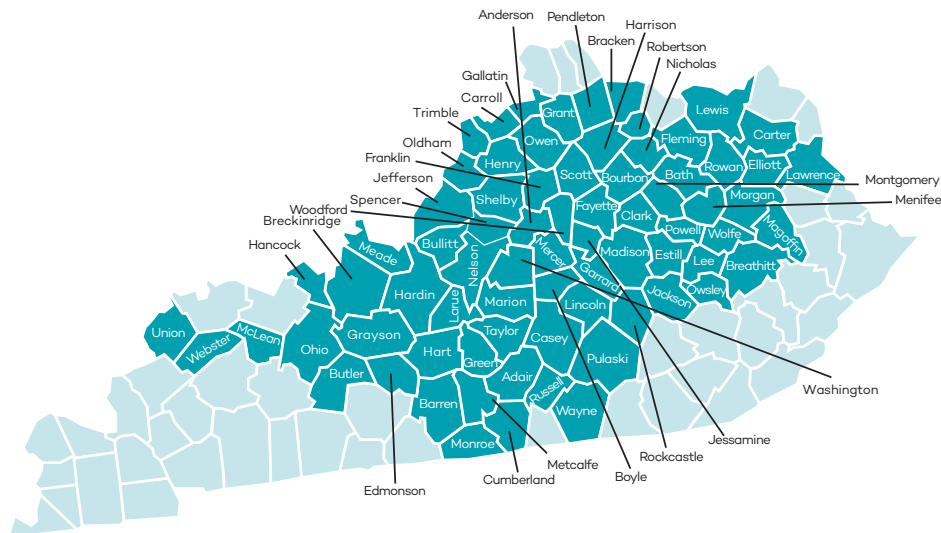 Anderson
Pendleton
Harrison
Bracken
Robertson
Nicholas
Gallatin
Carroll
Trimble
Oldham
Franklin
Jefferson
Spencer
Woodford
Breckinridge
Hancock
Grant
Owen
Henry
Shelby
Scott
Bourbon
Lewis
Fleming
Carter
Rowan
Elliott
Lawrence
Bath
Morgan
Montgomery
Menifee
Fayette
Clark
Powell
Wolfe
Magoffin
Meade
Bullitt
Nelson
Mercer
Madison
Estill
Lee
Breathitt
Garrard
Owsley
Jackson
Hardin
Larue
Marion
Lincoln
Union
Webster
McLean
Ohio
Grayson
Hart
Taylor
Green
Casey
Pulaski
Butler
Adair
Russell
Barren
Wayne
Monroe
Washington
Jessamine
Rockcastle
Boyle
Metcalfe
Cumberland
Edmonson